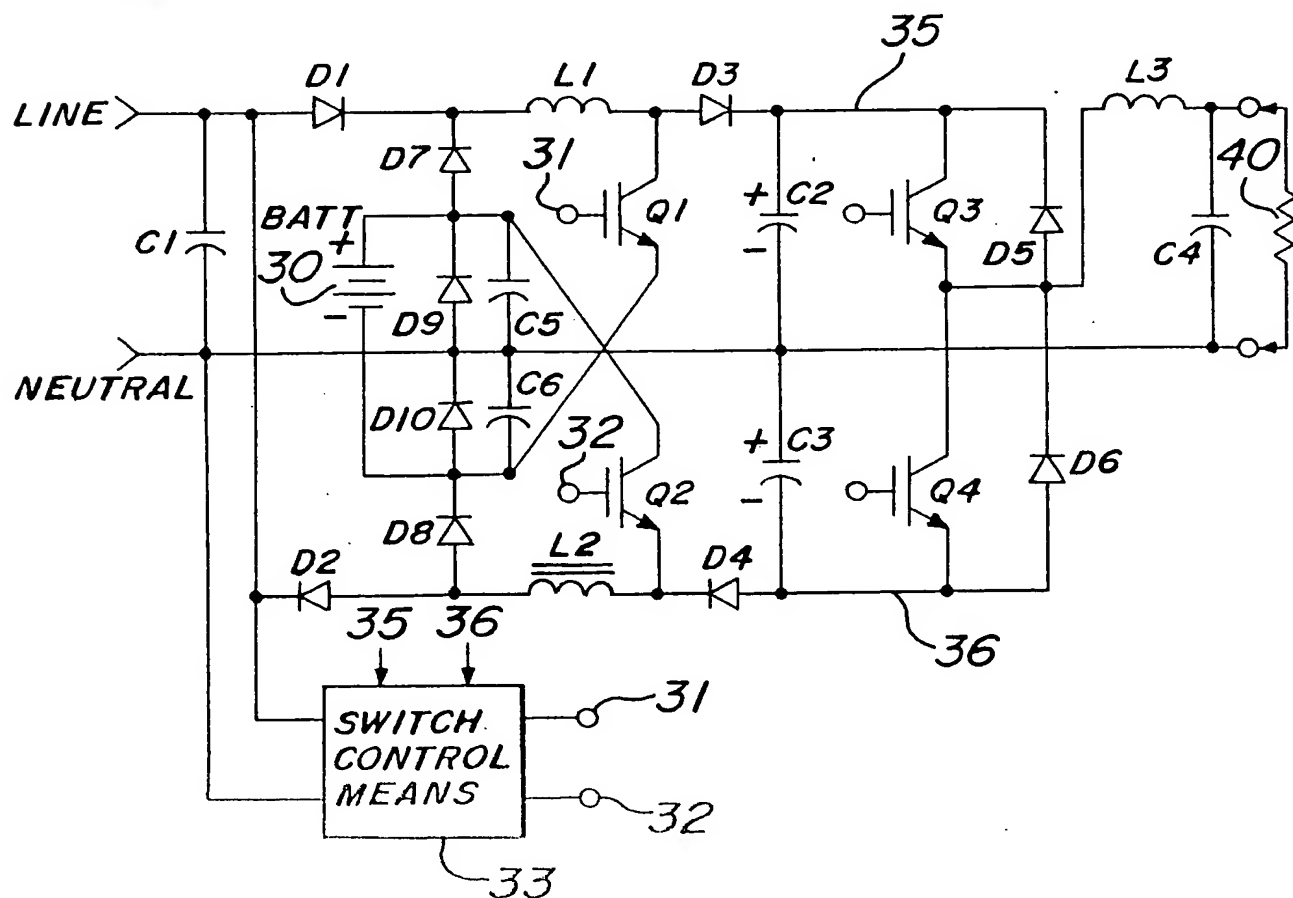 35
D1
L1
D3
L3
LINE
D7
31
40
BATT
+
Q1
+
C2
Q3
D5
C4
C1
30
-
-
D9
C5
NEUTRAL
C6
D10
32
+
C3
D6
-
Q2
Q4
D8
L2
D4
D2
35
36
36
31
SWITCH
CONTROL
MEANS
32
33